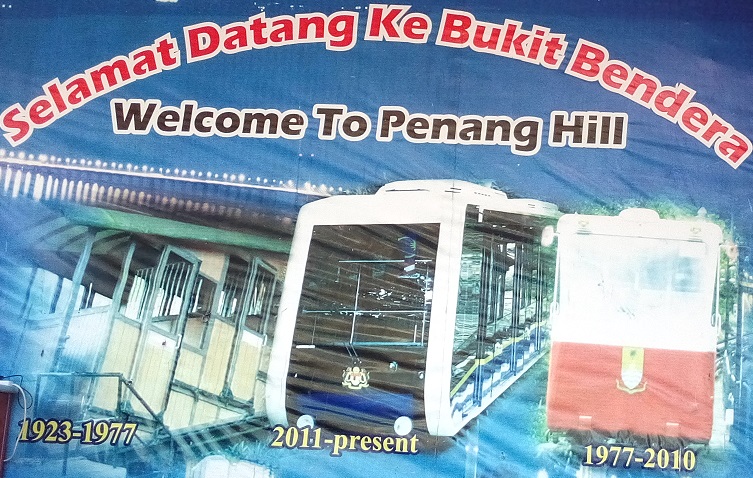 Selamat Datang Ke Bukit Bendera
Welcome To Penang Hill
1923-1977
2011-present
1977-2010